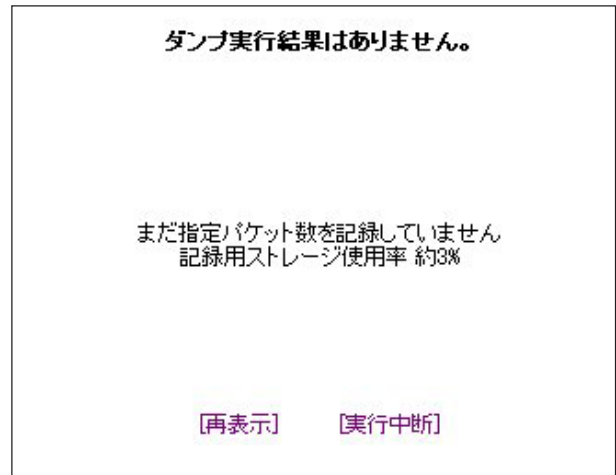 ダンプ実行結果はありません。
まだ指定パケット数を記録していません
記録用ストレージ使用率 約3%
[再表示] [実行中断]